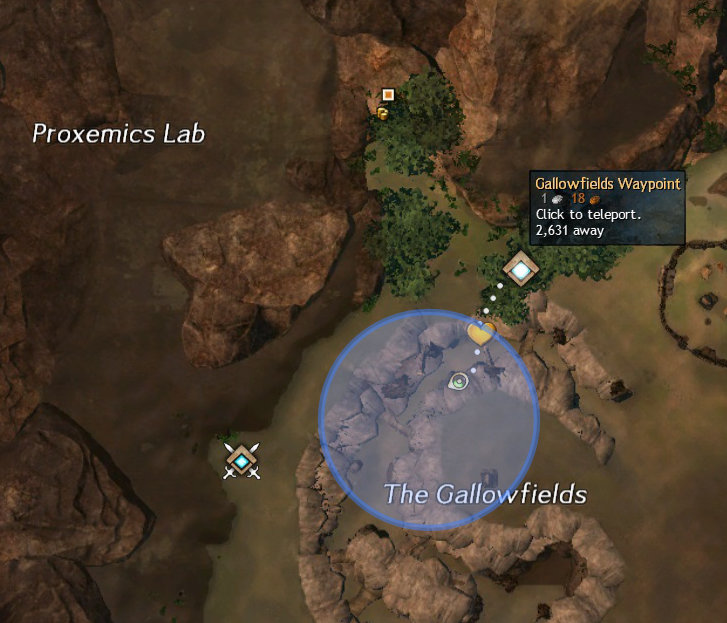 Proxemics Lab
Gallowfields Waypoint
1 18
Click to teleport.
2,631 away
The Gallowfields